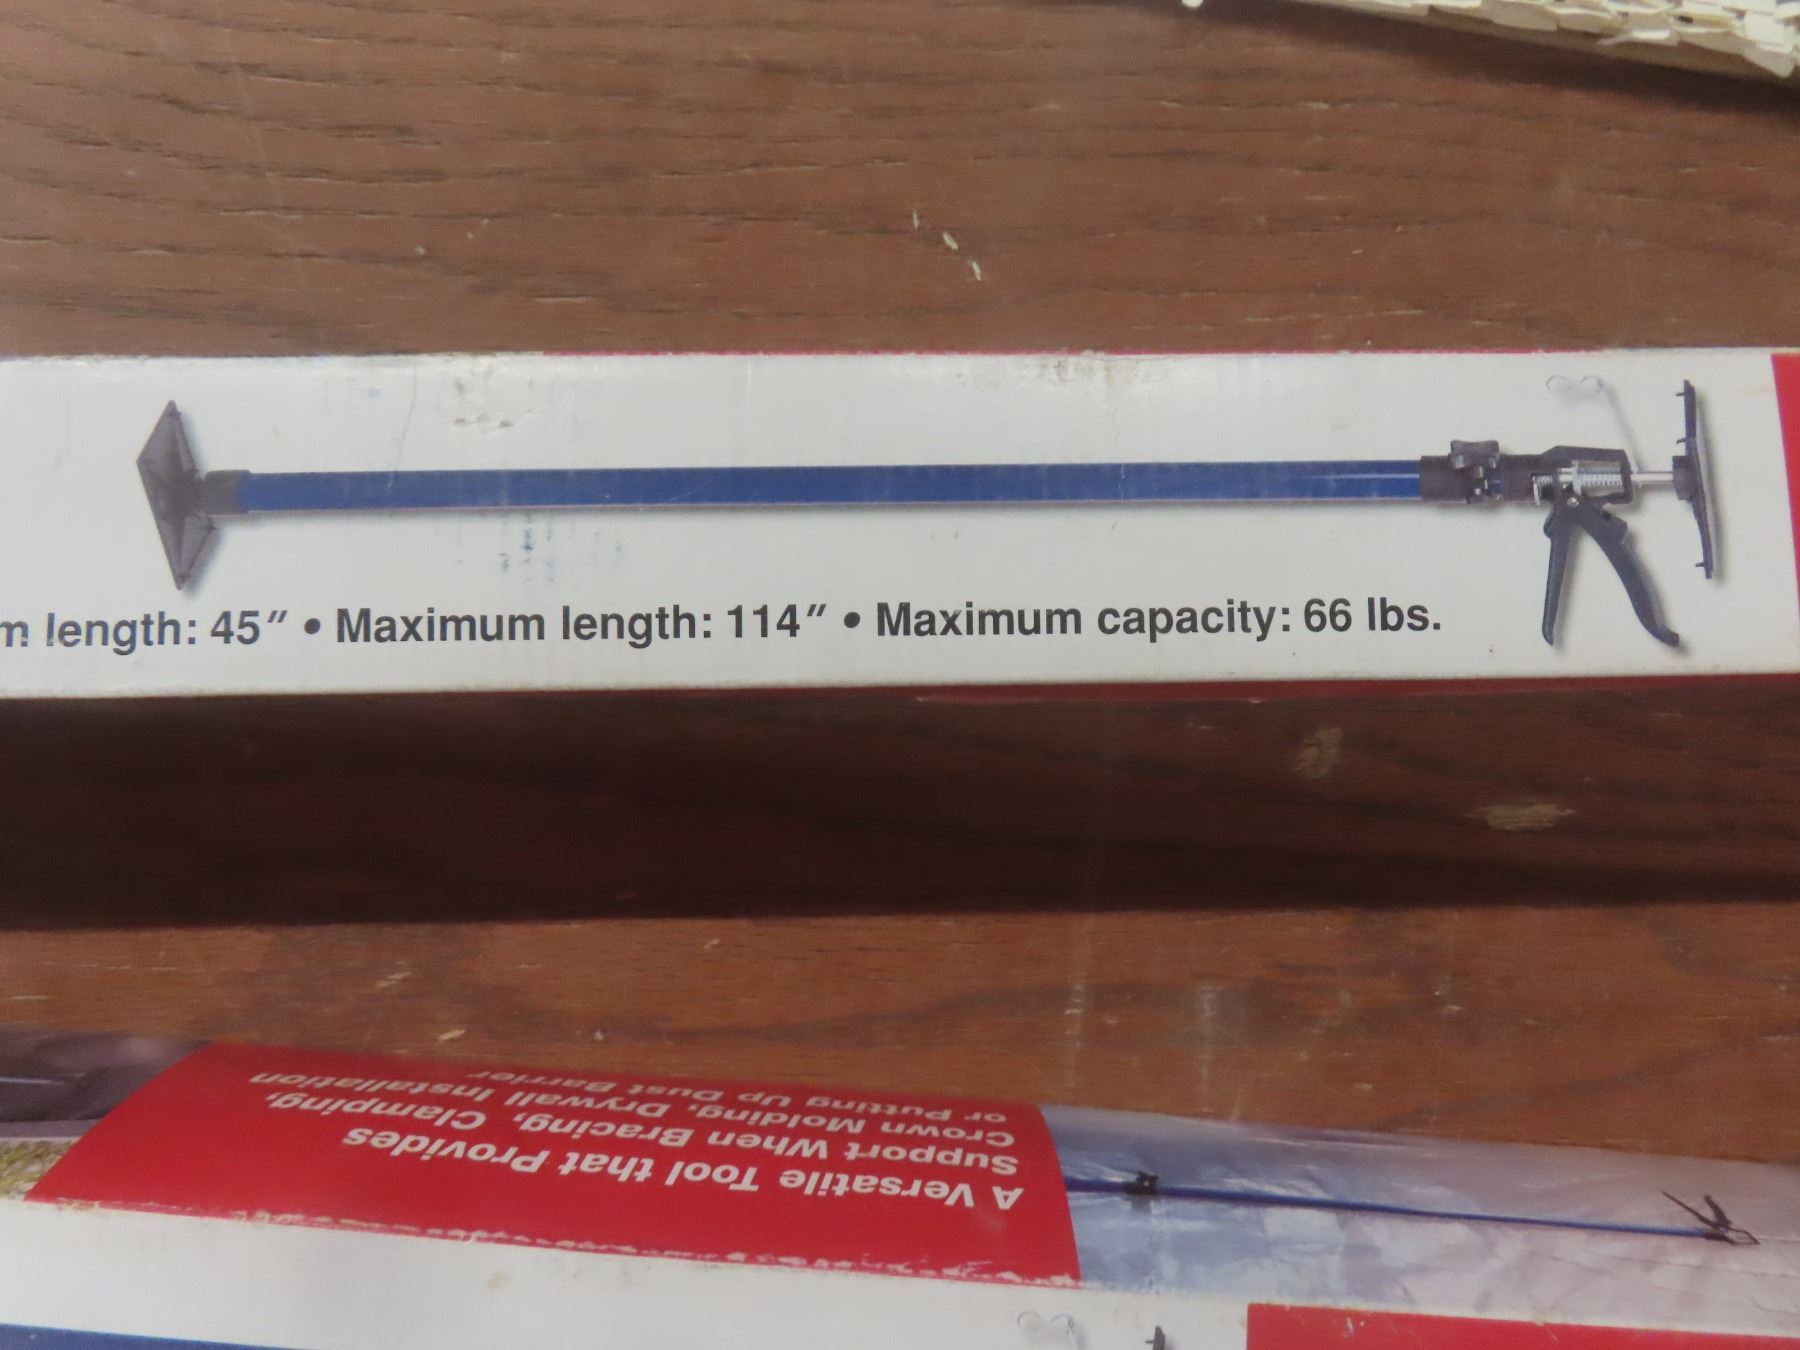 m length: 45" • Maximum length: 114" • Maximum capacity: 66 lbs.
A Versatile Tool that Provides
Support When Bracing, Clamping,
Crown Molding, Drywall Installation
or Putting Up Dust Barrier